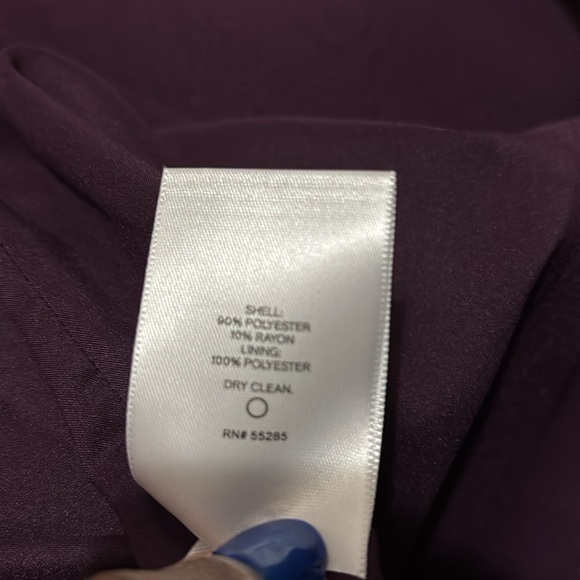 SHELL:
90% POLYESTER
10% RAYON
LINING:
100% POLYESTER
DRY CLEAN.
RN# 55285